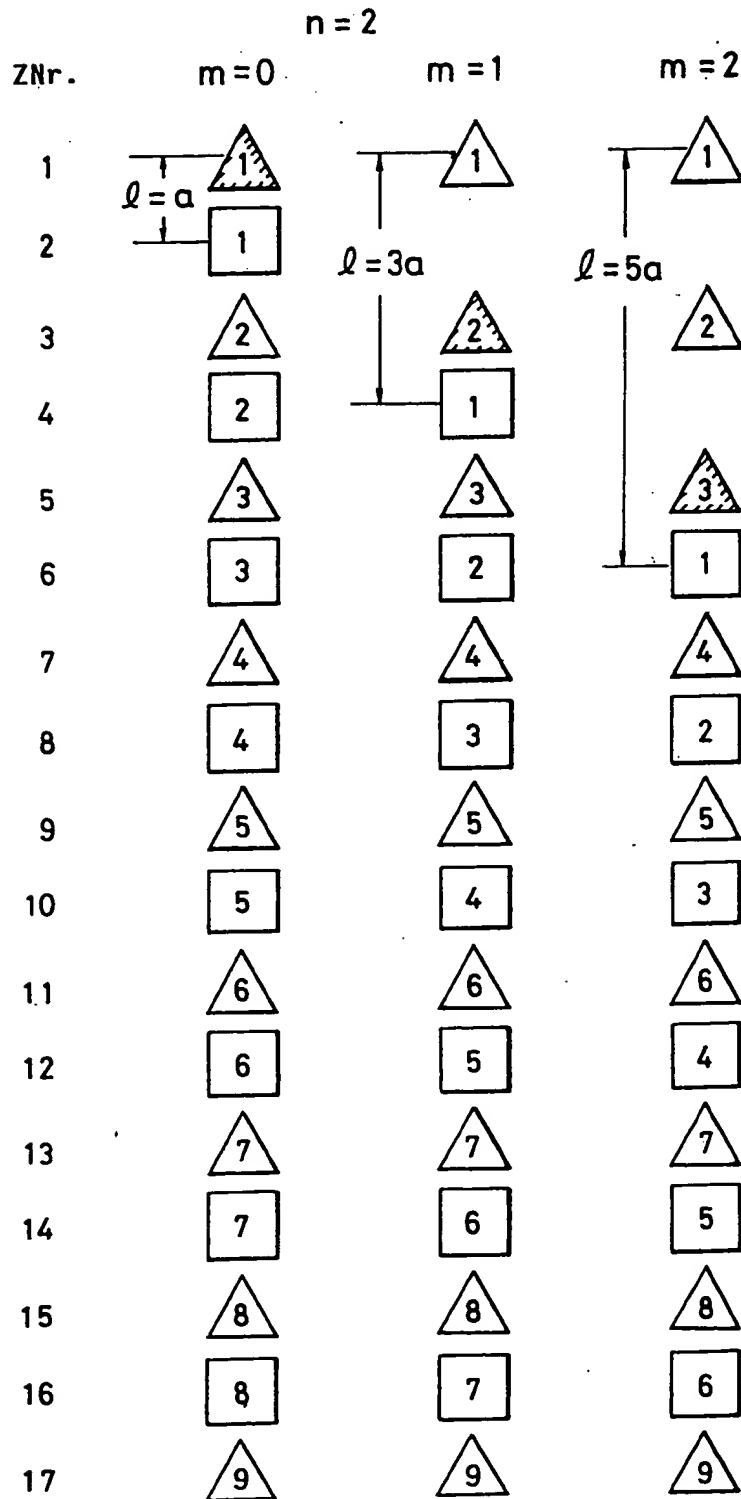 n = 2
ZNr. m = 0 m = 1 m = 2
1 1 1 1
ℓ = a
2 1
ℓ = 3a ℓ = 5a
3 2 2 2
4 2 1
5 3 3 3
6 3 2 1
7 4 4 4
8 4 3 2
9 5 5 5
10 5 4 3
11 6 6 6
12 6 5 4
13 7 7 7
14 7 6 5
15 8 8 8
16 8 7 6
17 9 9 9